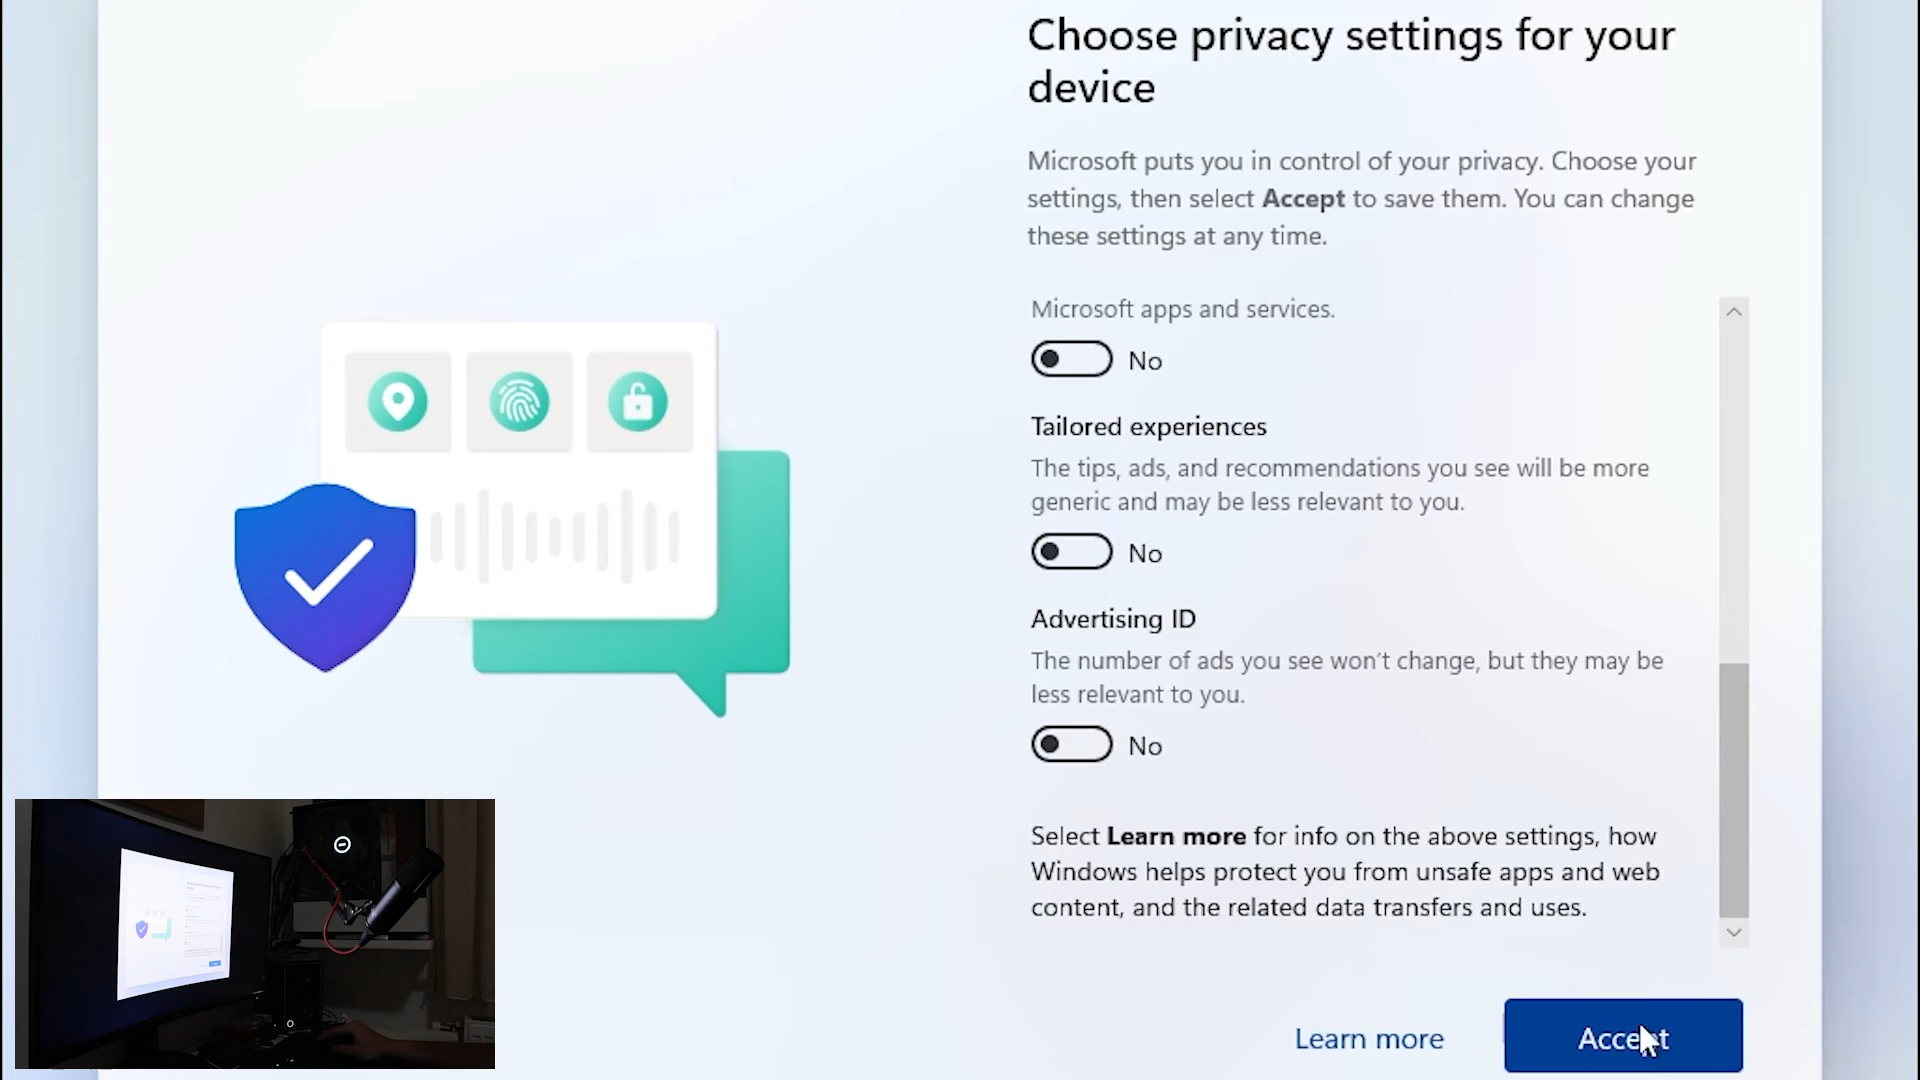 Choose privacy settings for your
device
Microsoft puts you in control of your privacy. Choose your
settings, then select Accept to save them. You can change
these settings at any time.
Microsoft apps and services.
No
Tailored experiences
The tips, ads, and recommendations you see will be more
generic and may be less relevant to you.
No
Advertising ID
The number of ads you see won't change, but they may be
less relevant to you.
No
Select Learn more for info on the above settings, how
Windows helps protect you from unsafe apps and web
content, and the related data transfers and uses.
Learn more
Accept